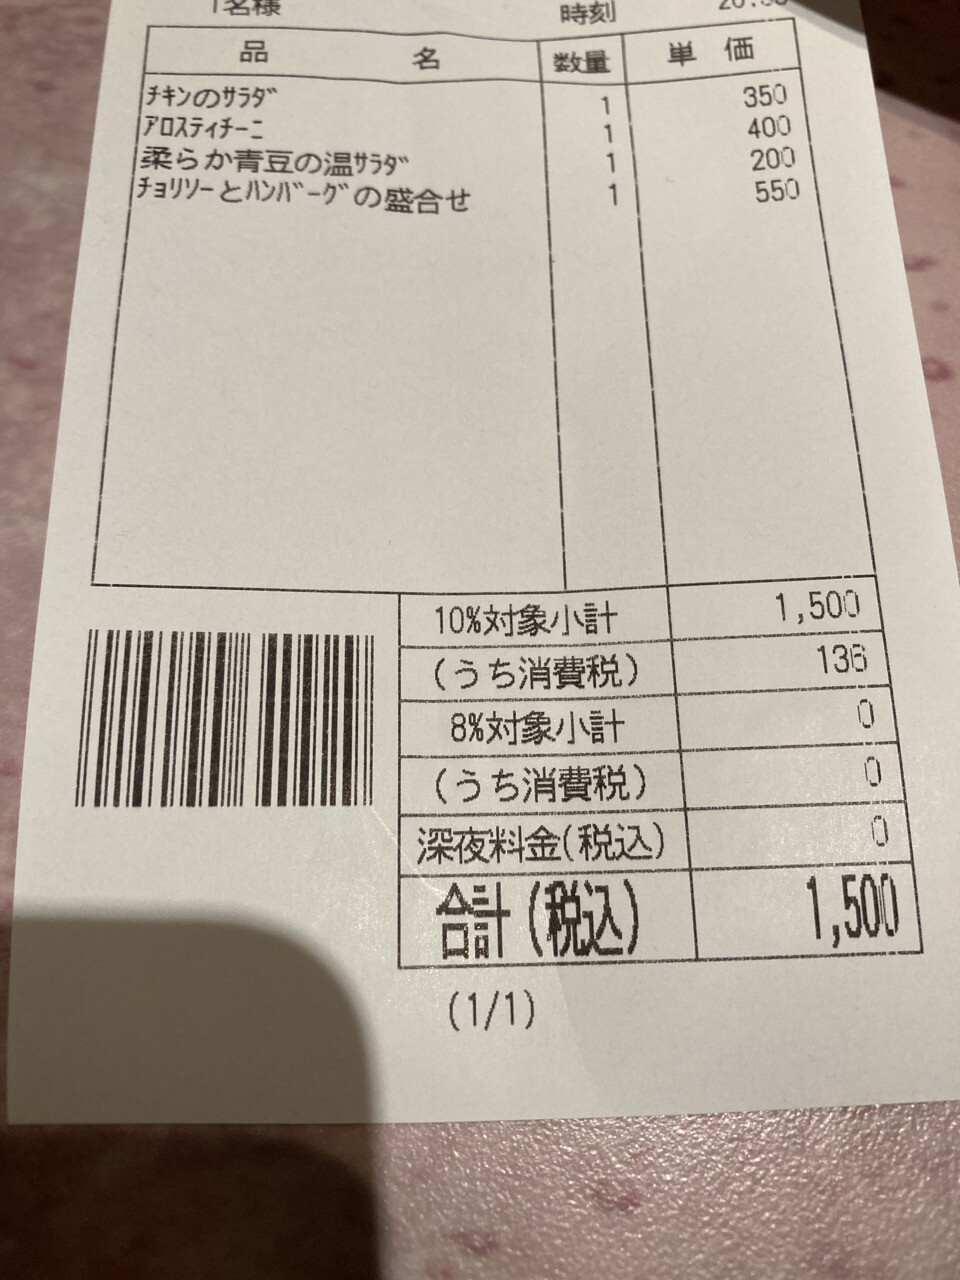 1名様 時刻
品名 数量 単価
ﾁｷﾝのｻﾗﾀﾞ 1 350
ｱﾛｽﾃｨﾁｰﾆ 1 400
柔らか青豆の温ｻﾗﾀﾞ 1 200
ﾁｮﾘｿｰとﾊﾝﾊﾞｰｸﾞの盛合せ 1 550
10%対象小計 1,500
(うち消費税) 136
8%対象小計 0
(うち消費税) 0
深夜料金(税込) 0
合計(税込) 1,500
(1/1)